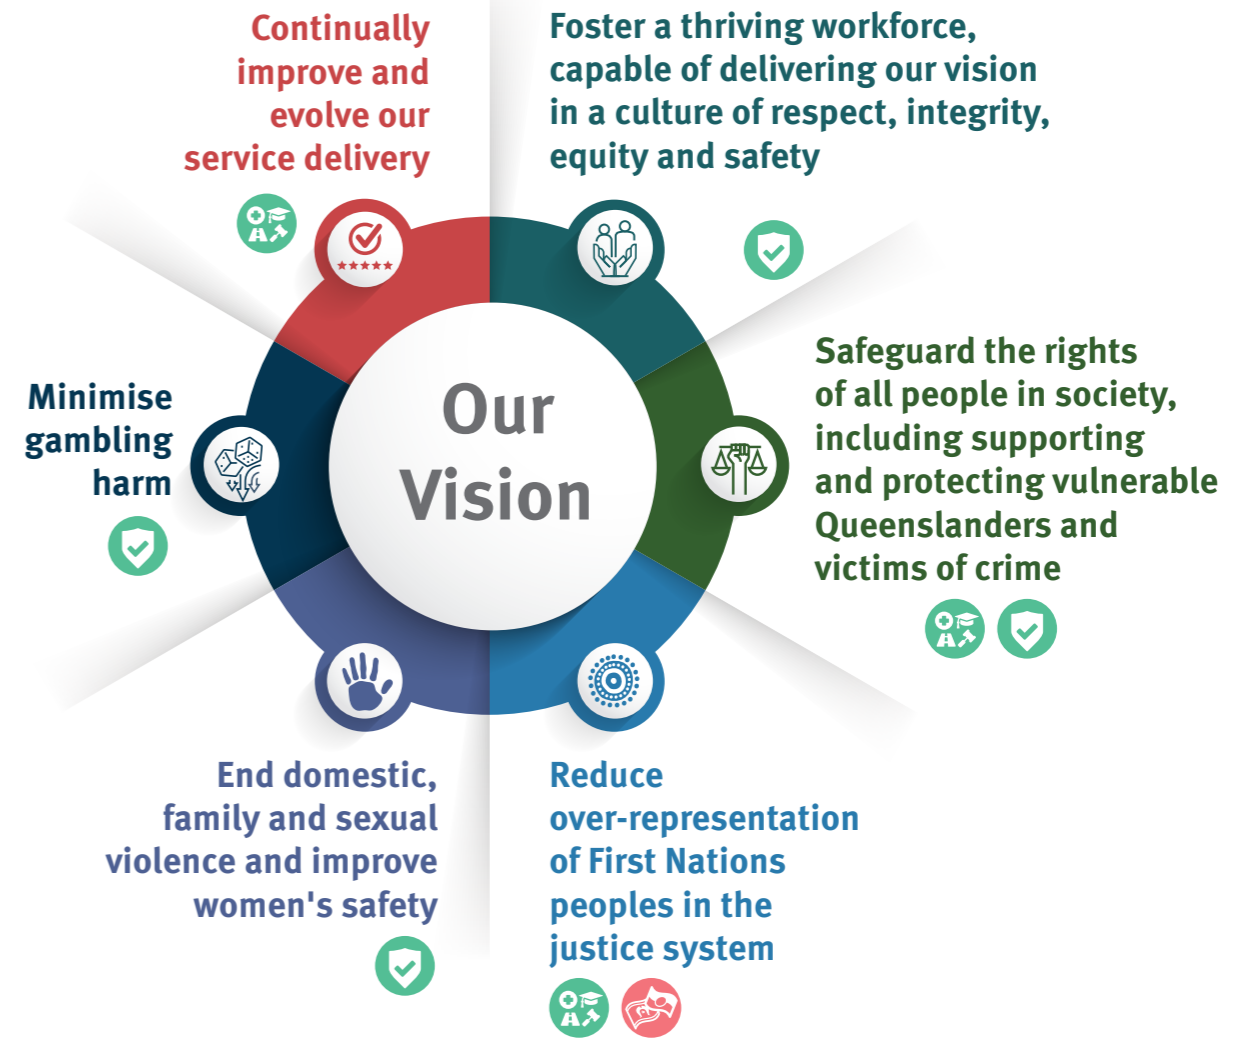 Continually
improve and
evolve our
service delivery
Foster a thriving workforce,
capable of delivering our vision
in a culture of respect, integrity,
equity and safety
Safeguard the rights
of all people in society,
including supporting
and protecting vulnerable
Queenslanders and
victims of crime
Minimise
gambling
harm
Our
Vision
End domestic,
family and sexual
violence and improve
women's safety
Reduce
over-representation
of First Nations
peoples in the
justice system